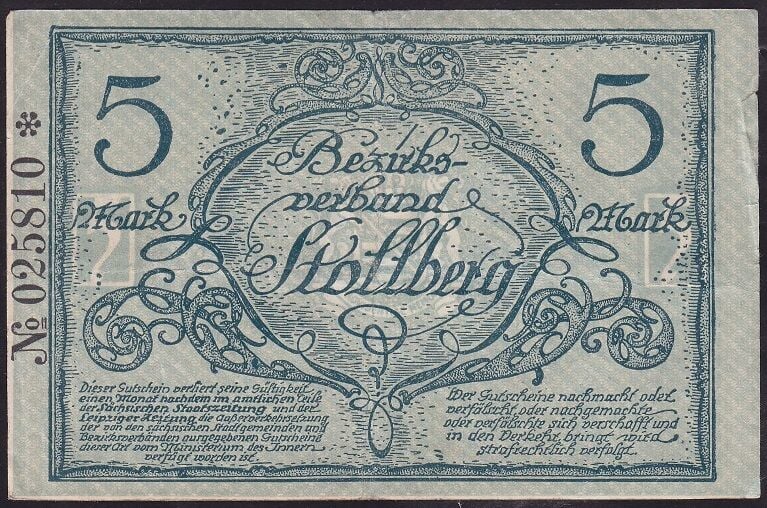 5
5
Mark
Mark
Bezirks-
verband
Stollberg
№ 025810 *
Dieser Gutschein verliert seine Gültigkeit
einen Monat nachdem im amtlichen Teile
der Sächsischen Staatszeitung und der
Leipziger Zeitung die Außerverkehrsetzung
der von den sächsischen Stadtgemeinden und
Bezirksverbänden ausgegebenen Gutscheine
dieser Art vom Ministerium des Innern
verfügt worden ist.
Wer Gutscheine nachmacht oder
verfälscht, oder nachgemachte
oder verfälschte sich verschafft und
in den Verkehr bringt, wird
strafrechtlich verfolgt.